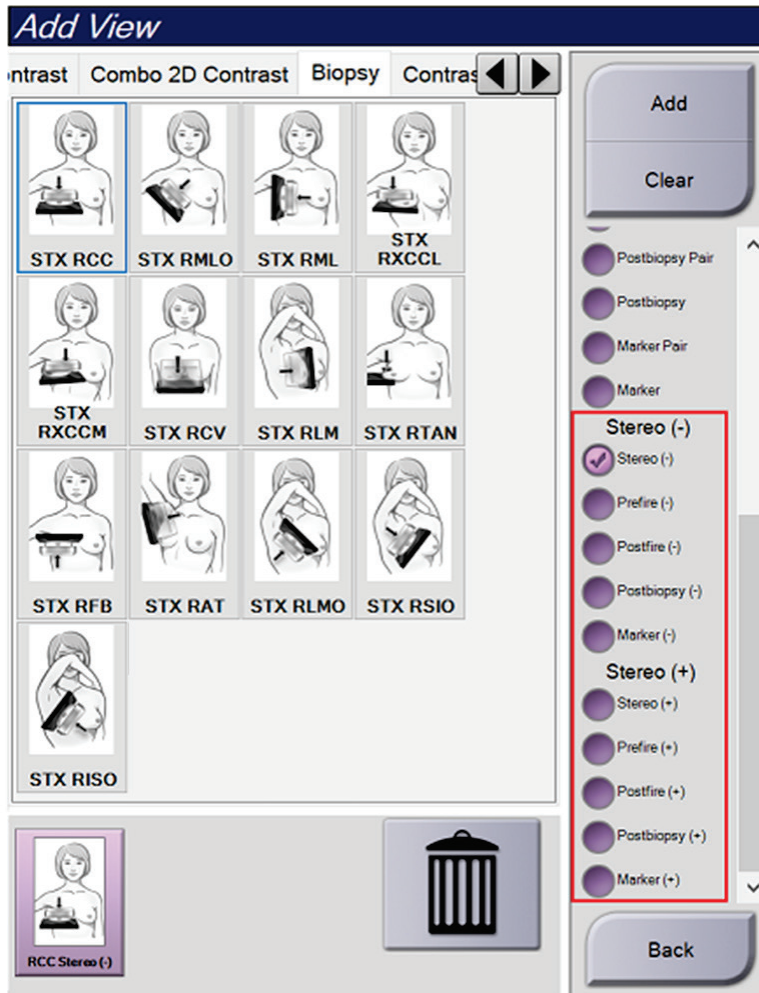 Add View
ntrast
Combo 2D Contrast
Biopsy
Contras
STX RCC
STX RMLO
STX RML
STX
RXCCL
STX
RXCCM
STX RCV
STX RLM
STX RTAN
STX RFB
STX RAT
STX RLMO
STX RSIO
STX RISO
RCC Stereo (-)
Add
Clear
Postbiopsy Pair
Postbiopsy
Marker Pair
Marker
Stereo (-)
Stereo (-)
Prefire (-)
Postfire (-)
Postbiopsy (-)
Marker (-)
Stereo (+)
Stereo (+)
Prefire (+)
Postfire (+)
Postbiopsy (+)
Marker (+)
Back